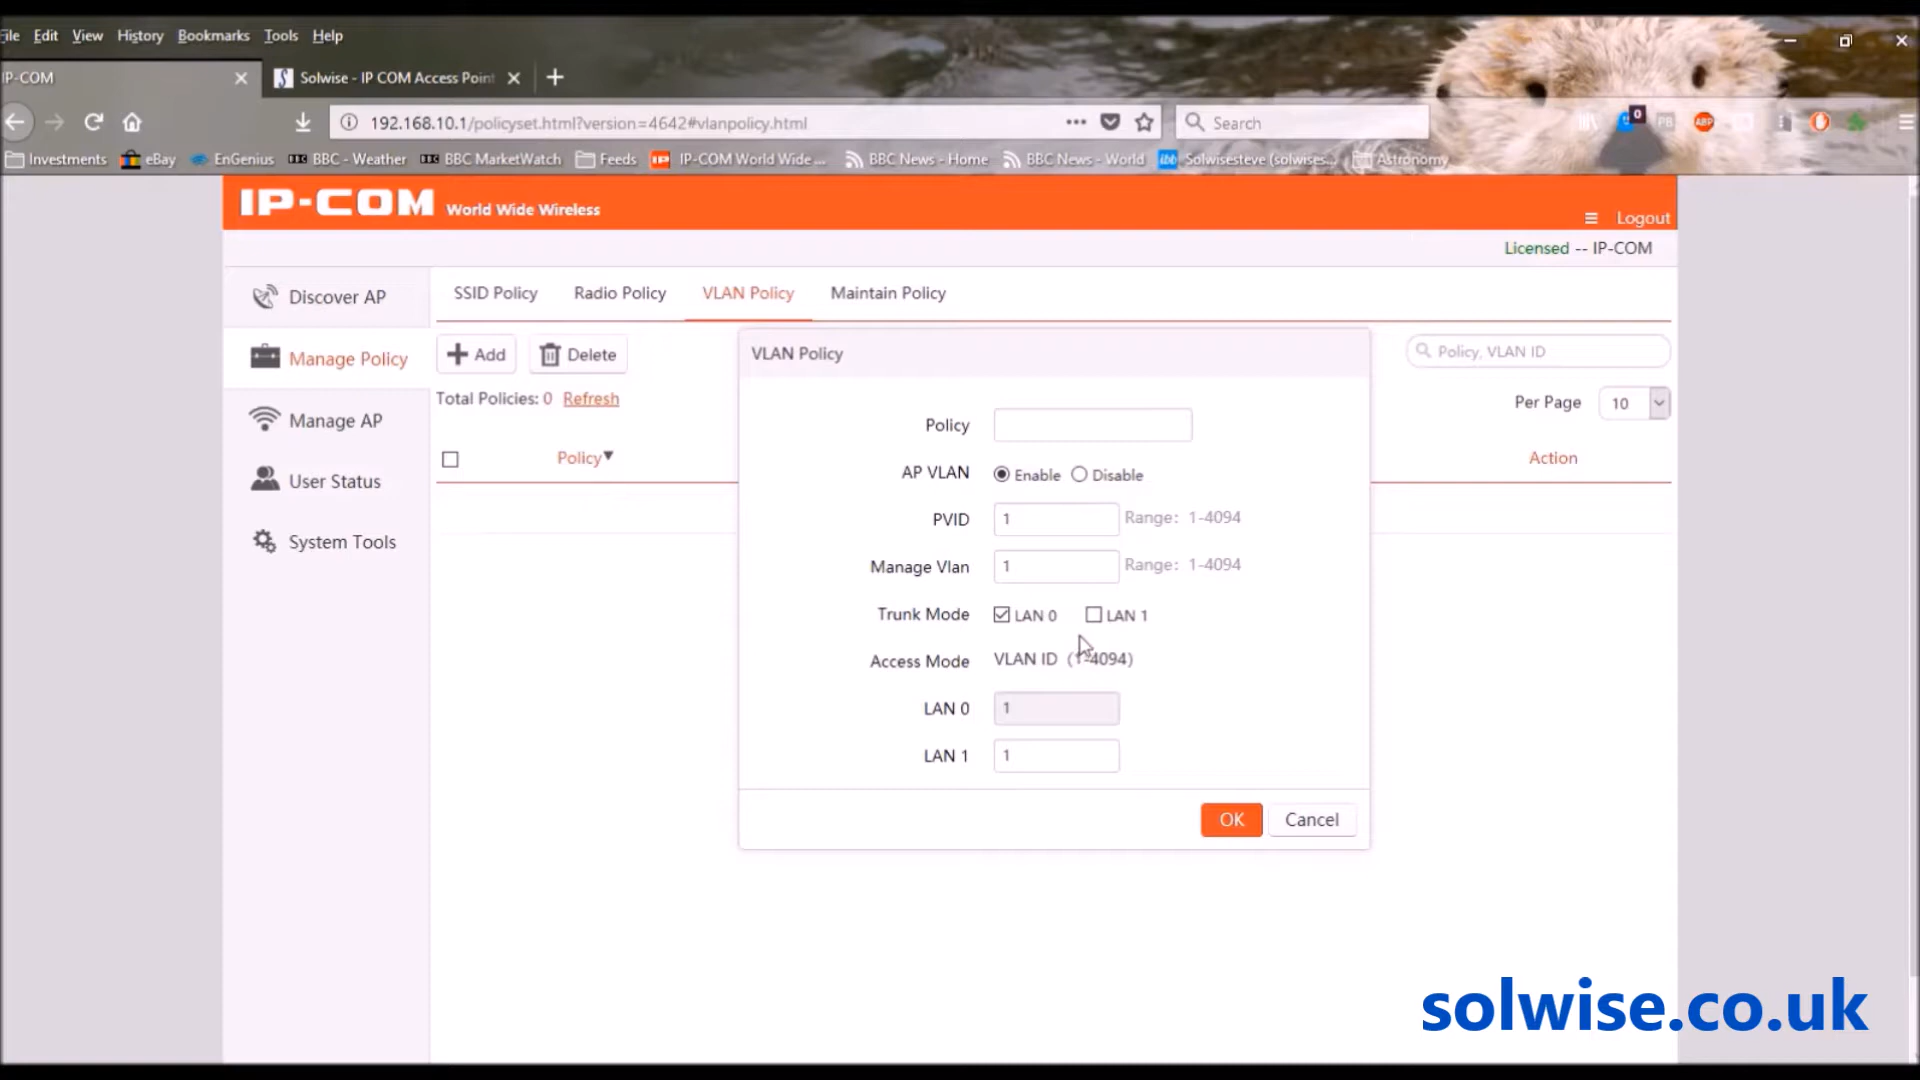 File Edit View History Bookmarks Tools Help
IP-COM Solwise - IP COM Access Point
192.168.10.1/policyset.html?version=4642#vlanpolicy.html Search 0 PB ABP
Investments eBay EnGenius BBC - Weather BBC MarketWatch Feeds IP-COM World Wide ... BBC News - Home BBC News - World Solwisesteve (solwises... Astronomy
IP-COM World Wide Wireless
Logout
Licensed -- IP-COM
Discover AP
Manage Policy
Manage AP
User Status
System Tools
SSID Policy Radio Policy VLAN Policy Maintain Policy
Add Delete
Policy, VLAN ID
Total Policies: 0 Refresh
Per Page 10
Policy Action
VLAN Policy
Policy
AP VLAN Enable Disable
PVID 1 Range: 1-4094
Manage Vlan 1 Range: 1-4094
Trunk Mode LAN 0 LAN 1
Access Mode VLAN ID (1-4094)
LAN 0 1
LAN 1 1
OK Cancel
solwise.co.uk